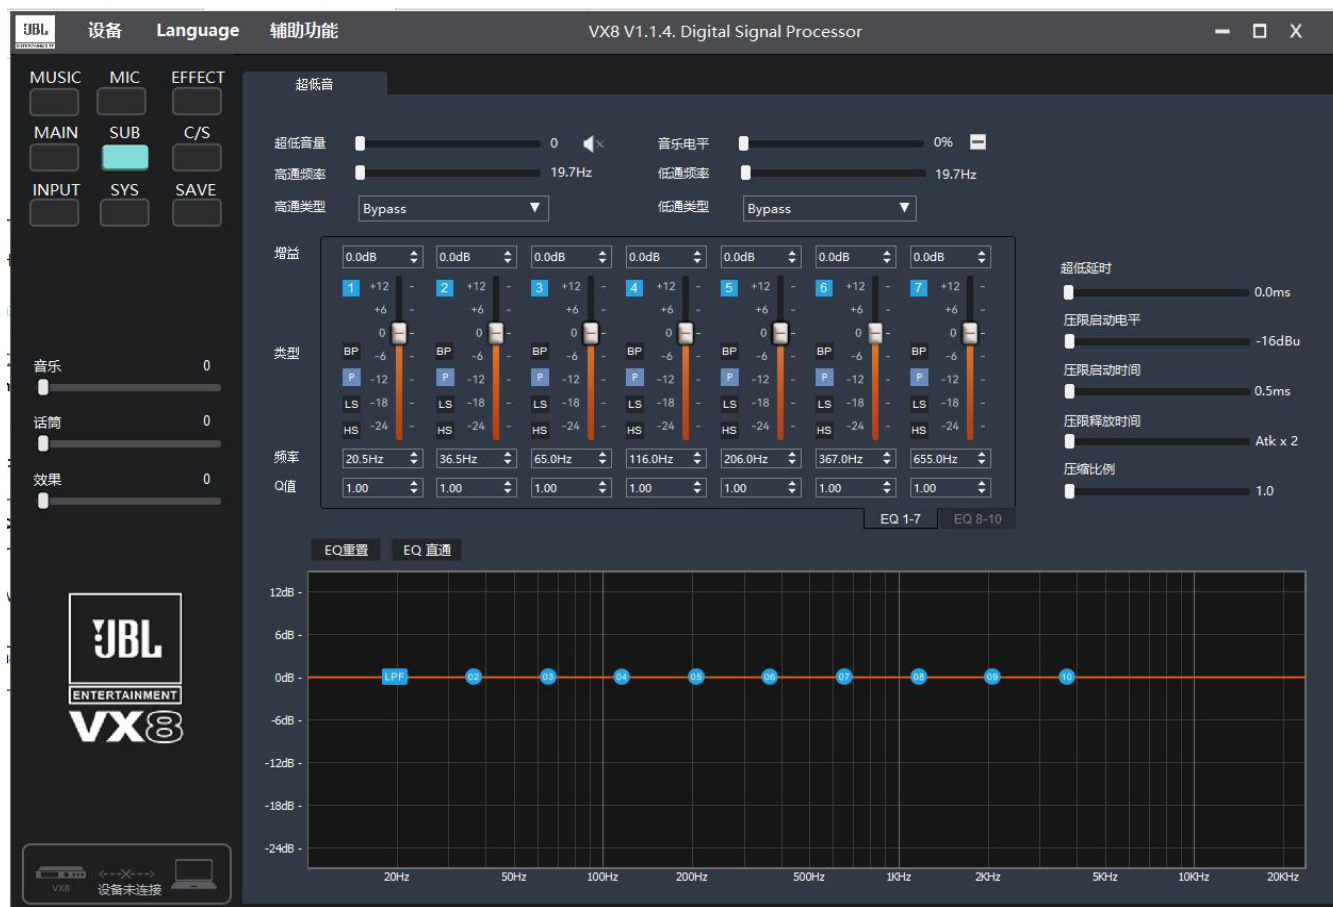 JBL 设备 Language 辅助功能 VX8 V1.1.4. Digital Signal Processor X
MUSIC MIC EFFECT
MAIN SUB C/S
INPUT SYS SAVE
音乐 0
话筒 0
效果 0
JBL
ENTERTAINMENT
VX8
VX8 <---X---> 设备未连接
超低音
超低音量 0 音乐电平 0%
高通频率 19.7Hz 低通频率 19.7Hz
高通类型 Bypass 低通类型 Bypass
增益 0.0dB 0.0dB 0.0dB 0.0dB 0.0dB 0.0dB 0.0dB
1 +12 2 +12 3 +12 4 +12 5 +12 6 +12 7 +12
+6 +6 +6 +6 +6 +6 +6
0 0 0 0 0 0 0
类型 BP -6 BP -6 BP -6 BP -6 BP -6 BP -6 BP -6
P -12 P -12 P -12 P -12 P -12 P -12 P -12
LS -18 LS -18 LS -18 LS -18 LS -18 LS -18 LS -18
HS -24 HS -24 HS -24 HS -24 HS -24 HS -24 HS -24
频率 20.5Hz 36.5Hz 65.0Hz 116.0Hz 206.0Hz 367.0Hz 655.0Hz
Q值 1.00 1.00 1.00 1.00 1.00 1.00 1.00
EQ 1-7 EQ 8-10
超低延时
0.0ms
压限启动电平
-16dBu
压限启动时间
0.5ms
压限释放时间
Atk x 2
压缩比例
1.0
EQ重置 EQ 直通
12dB -
6dB -
0dB - LPF 02 03 04 05 06 07 08 09 10
-6dB -
-12dB -
-18dB -
-24dB -
20Hz 50Hz 100Hz 200Hz 500Hz 1KHz 2KHz 5KHz 10KHz 20KHz